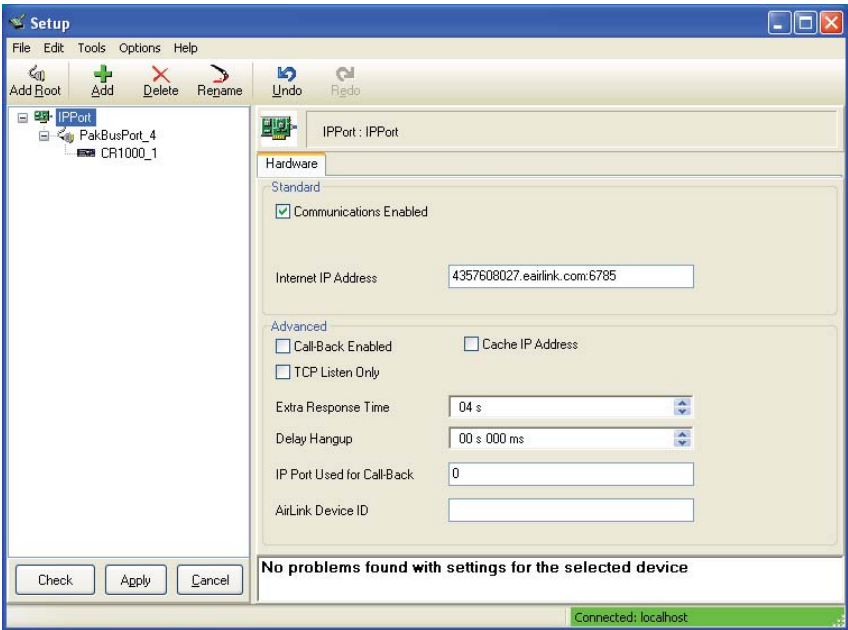 Setup
File Edit Tools Options Help
Add Root Add Delete Rename Undo Redo
IPPort
PakBusPort_4
CR1000_1
IPPort : IPPort
Hardware
Standard
Communications Enabled
Internet IP Address 4357608027.eairlink.com:6785
Advanced
Call-Back Enabled Cache IP Address
TCP Listen Only
Extra Response Time 04 s
Delay Hangup 00 s 000 ms
IP Port Used for Call-Back 0
AirLink Device ID
Check Apply Cancel
No problems found with settings for the selected device
Connected: localhost